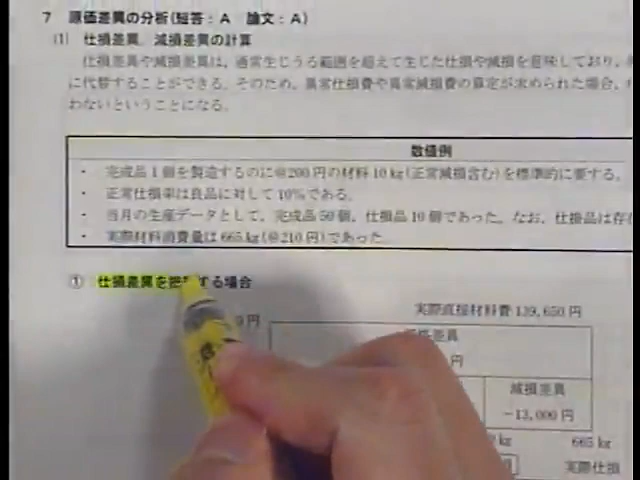 7 原価差異の分析(短答:A 論文:A)
(1) 仕損差異，減損差異の計算
仕損差異や減損差異は，通常生じうる範囲を超えて生じた仕損や減損を意味しており，
に代替することができる。そのため，異常仕損費や異常減損費の算定が求められた場合，
わないということになる。
数値例
・ 完成品1個を製造するのに@200円の材料10kg(正常減損含む)を標準的に要する。
・ 正常仕損率は良品に対して10%である。
・ 当月の生産データとして，完成品50個，仕損品10個であった。なお，仕掛品は存
・ 実際材料消費量は665kg(@210円)であった
① 仕損差異を把 する場合
実際直接材料費139,650円
円
差異
円
減損差異
-13,000円
kg 665kg
実際仕損